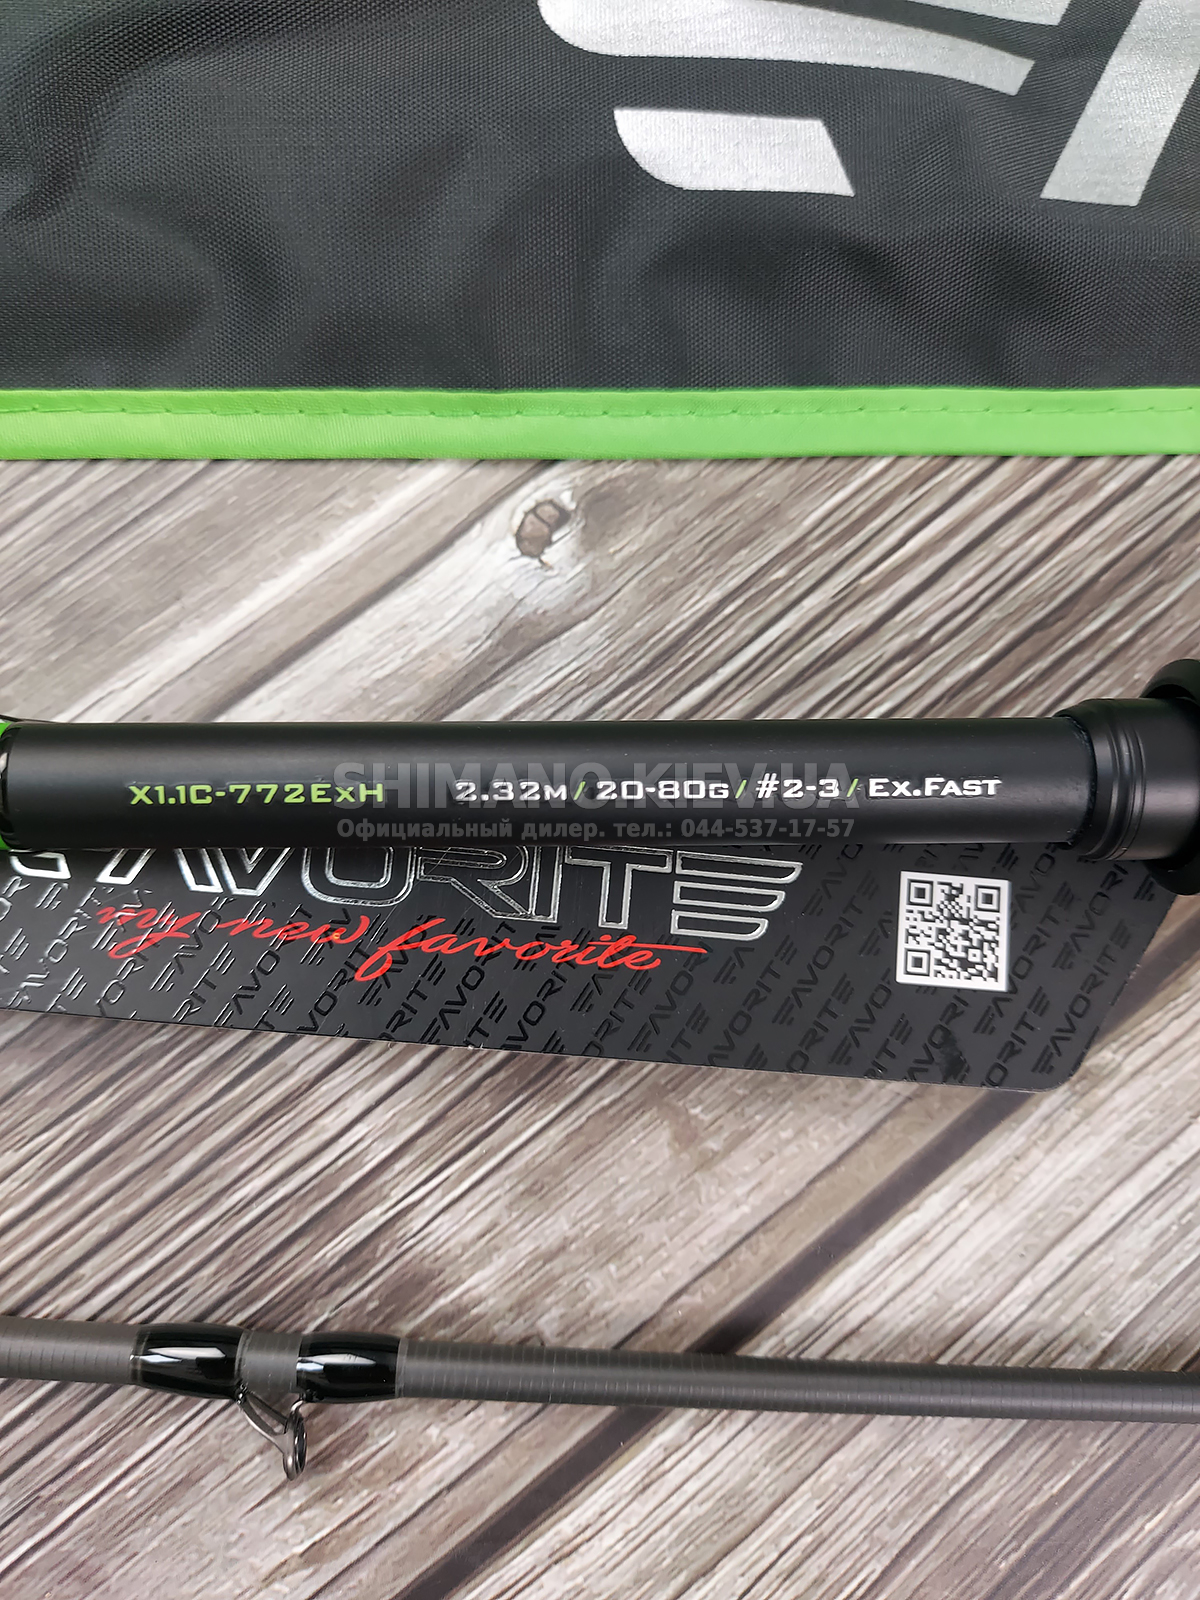 SHIMANO.KIEV.UA
X1.1C-772ExH 2.32m / 20-80g / #2-3 / Ex.Fast
Официальный дилер. тел.: 044-537-17-57
FAVORITE
my new favorite